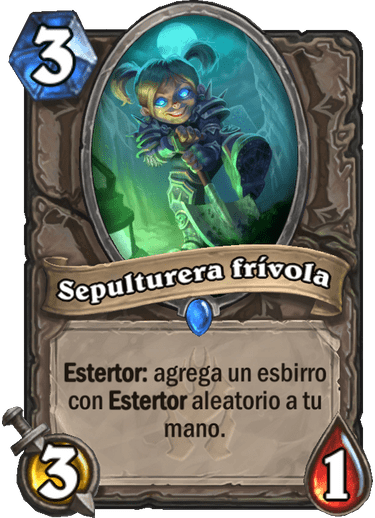 3
Sepulturera frívola
Estertor: agrega un esbirro
con Estertor aleatorio a tu
mano.
3
1